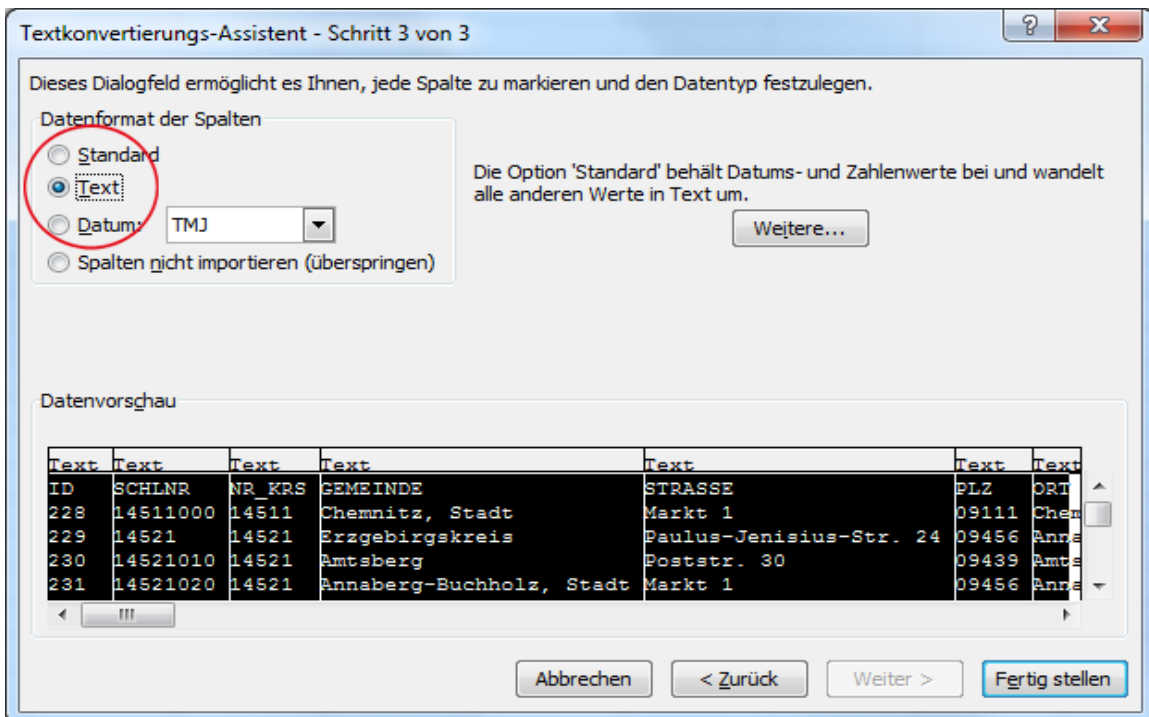 Textkonvertierungs-Assistent - Schritt 3 von 3
Dieses Dialogfeld ermöglicht es Ihnen, jede Spalte zu markieren und den Datentyp festzulegen.
Datenformat der Spalten
Standard
Text
Datum: TMJ
Spalten nicht importieren (überspringen)
Die Option 'Standard' behält Datums- und Zahlenwerte bei und wandelt
alle anderen Werte in Text um.
Weitere...
Datenvorschau
Text Text Text Text Text Text Text
ID SCHLNR NR_KRS GEMEINDE STRASSE PLZ ORT
228 14511000 14511 Chemnitz, Stadt Markt 1 09111 Chem
229 14521 14521 Erzgebirgskreis Paulus-Jenisius-Str. 24 09456 Anna
230 14521010 14521 Amtsberg Poststr. 30 09439 Amts
231 14521020 14521 Annaberg-Buchholz, Stadt Markt 1 09456 Anna
Abbrechen < Zurück Weiter > Fertig stellen